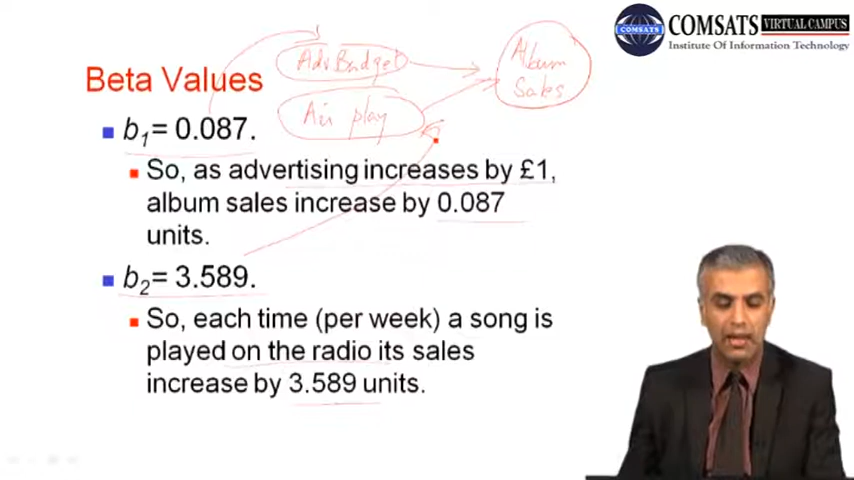 COMSATS VIRTUAL CAMPUS
Institute Of Information Technology
COMSATS
Adv Budget
Album
Sales
Air play
Beta Values
b1= 0.087.
So, as advertising increases by £1,
album sales increase by 0.087
units.
b2= 3.589.
So, each time (per week) a song is
played on the radio its sales
increase by 3.589 units.